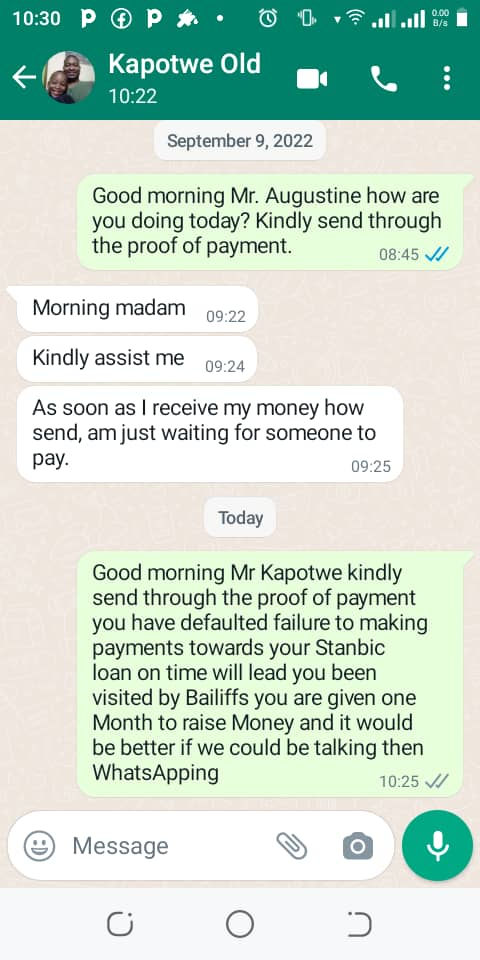 10:30
0.00
B/s
Kapotwe Old
10:22
September 9, 2022
Good morning Mr. Augustine how are
you doing today? Kindly send through
the proof of payment.
08:45
Morning madam
09:22
Kindly assist me
09:24
As soon as I receive my money how
send, am just waiting for someone to
pay.
09:25
Today
Good morning Mr Kapotwe kindly
send through the proof of payment
you have defaulted failure to making
payments towards your Stanbic
loan on time will lead you been
visited by Bailiffs you are given one
Month to raise Money and it would
be better if we could be talking then
WhatsApping
10:25
Message